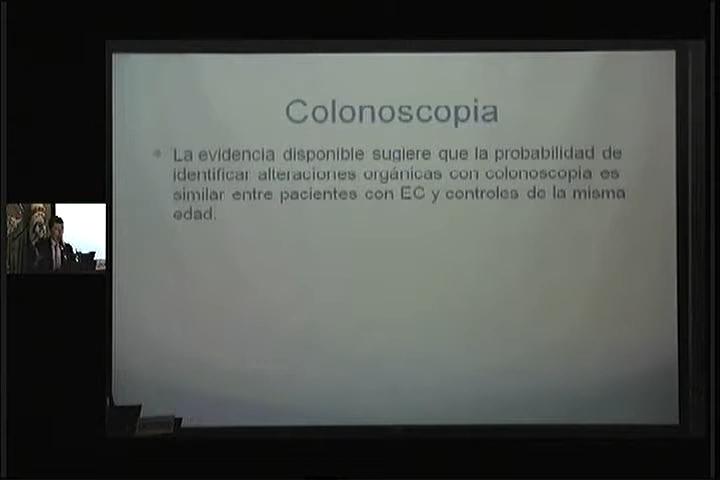 Colonoscopia
La evidencia disponible sugiere que la probabilidad de
identificar alteraciones orgánicas con colonoscopia es
similar entre pacientes con EC y controles de la misma
edad.